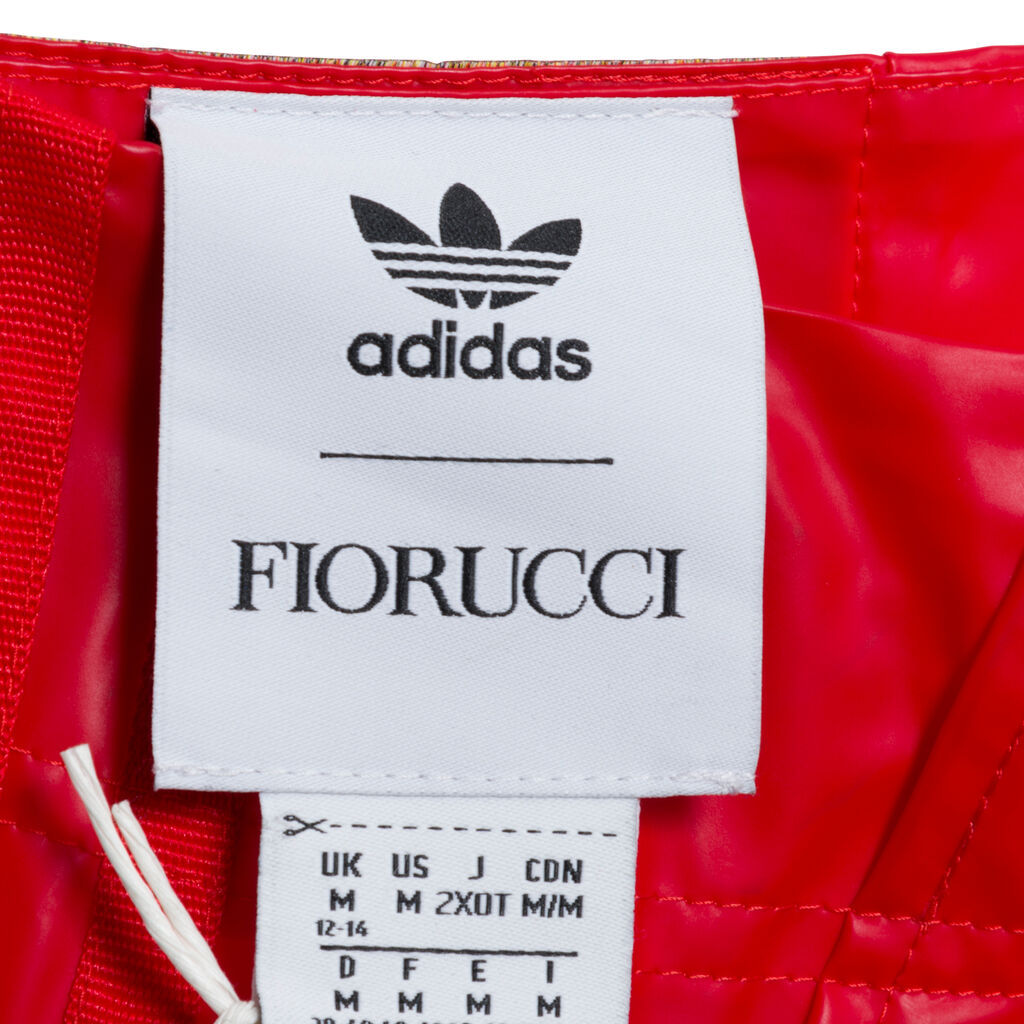 adidas
FIORUCCI
UK US J CDN
M M 2XOT M/M
12-14
D F E I
M M M M